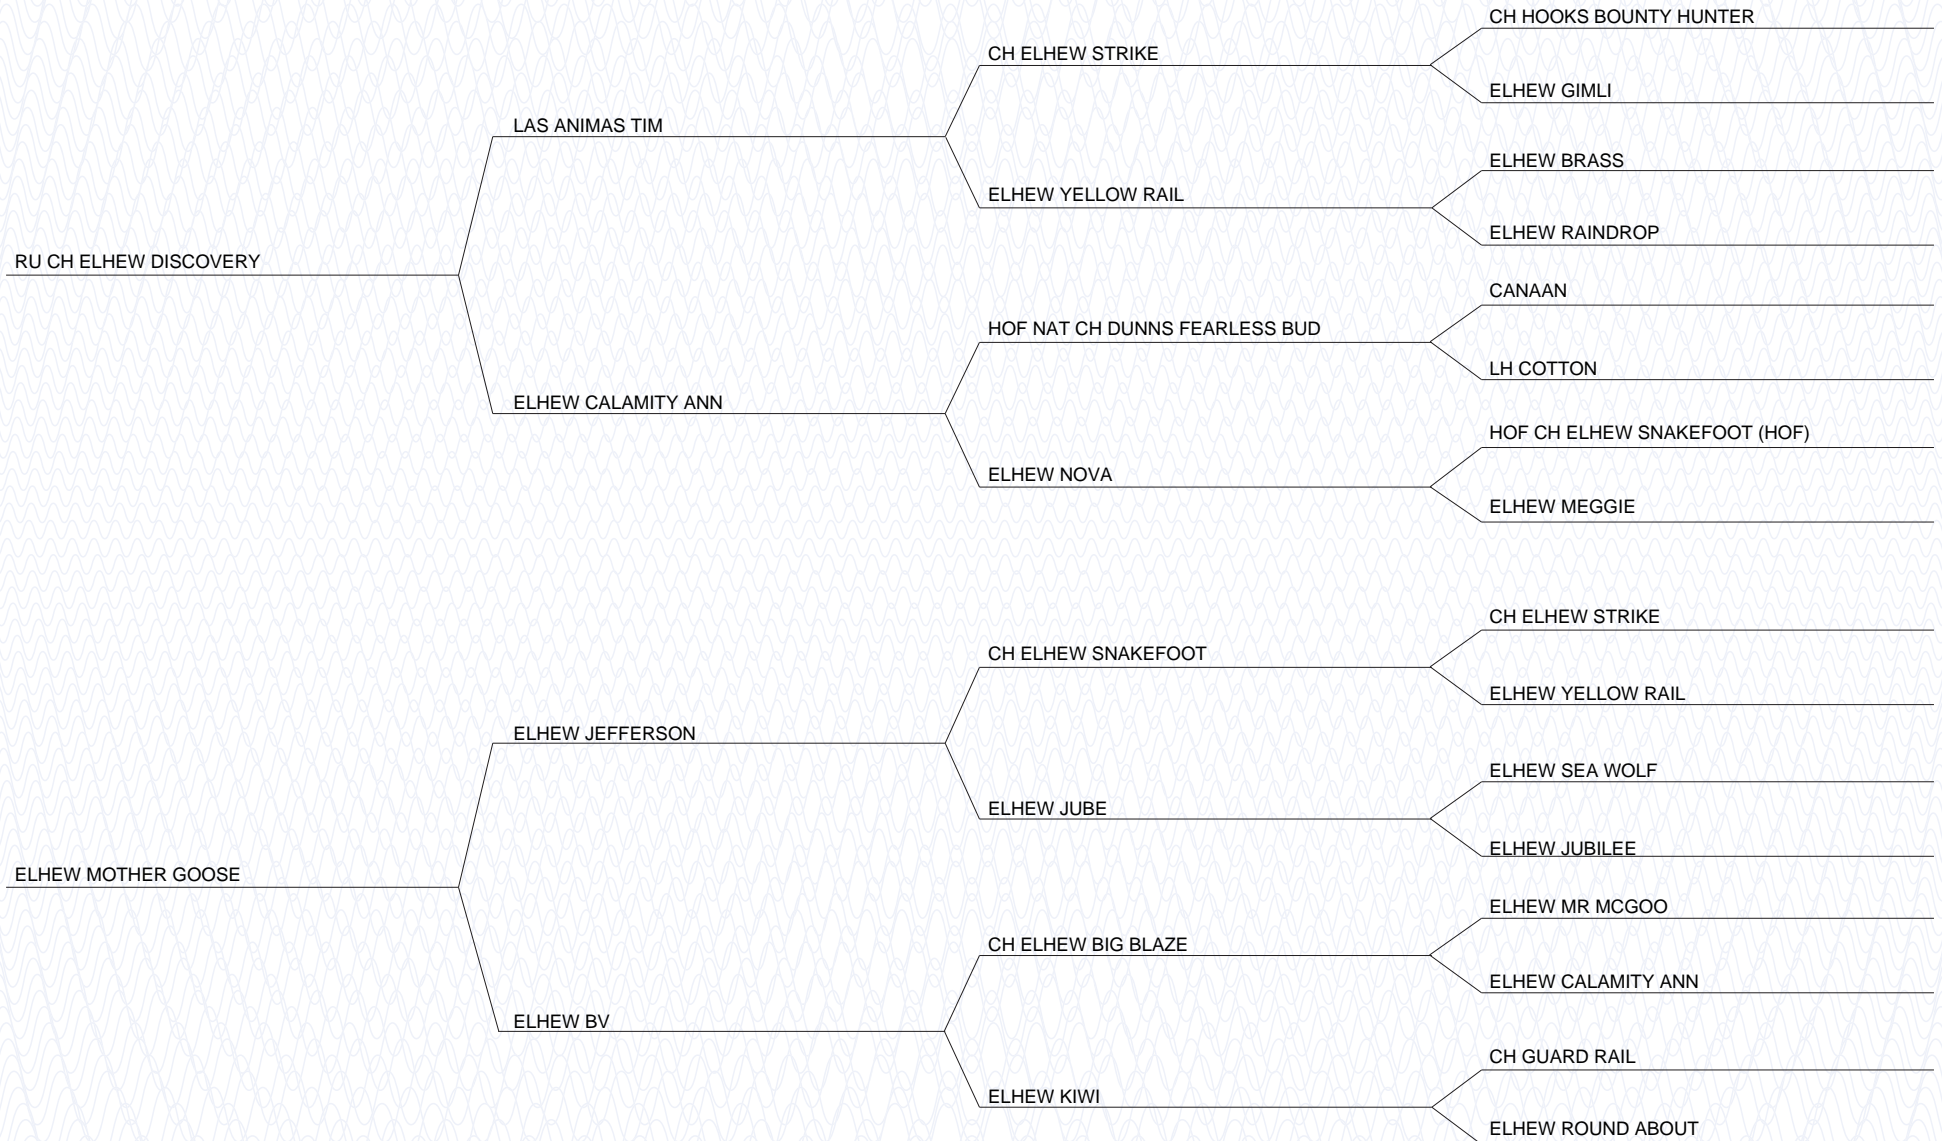 CH HOOKS BOUNTY HUNTER
CH ELHEW STRIKE
ELHEW GIMLI
LAS ANIMAS TIM
ELHEW BRASS
ELHEW YELLOW RAIL
ELHEW RAINDROP
RU CH ELHEW DISCOVERY
CANAAN
HOF NAT CH DUNNS FEARLESS BUD
LH COTTON
ELHEW CALAMITY ANN
HOF CH ELHEW SNAKEFOOT (HOF)
ELHEW NOVA
ELHEW MEGGIE
CH ELHEW STRIKE
CH ELHEW SNAKEFOOT
ELHEW YELLOW RAIL
ELHEW JEFFERSON
ELHEW SEA WOLF
ELHEW JUBE
ELHEW JUBILEE
ELHEW MOTHER GOOSE
ELHEW MR MCGOO
CH ELHEW BIG BLAZE
ELHEW CALAMITY ANN
ELHEW BV
CH GUARD RAIL
ELHEW KIWI
ELHEW ROUND ABOUT